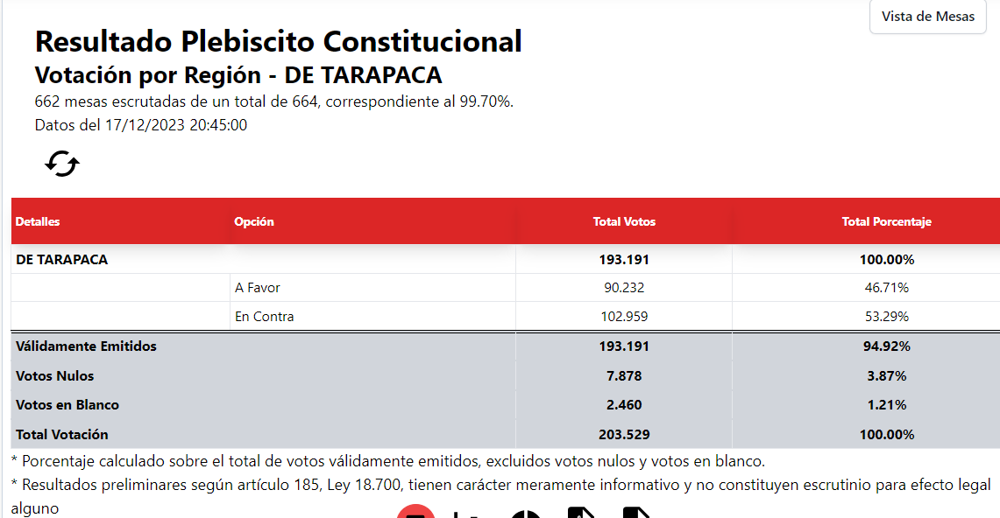 Vista de Mesas
Resultado Plebiscito Constitucional
Votación por Región - DE TARAPACA
662 mesas escrutadas de un total de 664, correspondiente al 99.70%.
Datos del 17/12/2023 20:45:00
Detalles Opción Total Votos Total Porcentaje
DE TARAPACA 193.191 100.00%
A Favor 90.232 46.71%
En Contra 102.959 53.29%
Válidamente Emitidos 193.191 94.92%
Votos Nulos 7.878 3.87%
Votos en Blanco 2.460 1.21%
Total Votación 203.529 100.00%
* Porcentaje calculado sobre el total de votos válidamente emitidos, excluidos votos nulos y votos en blanco.
* Resultados preliminares según artículo 185, Ley 18.700, tienen carácter meramente informativo y no constituyen escrutinio para efecto legal
alguno